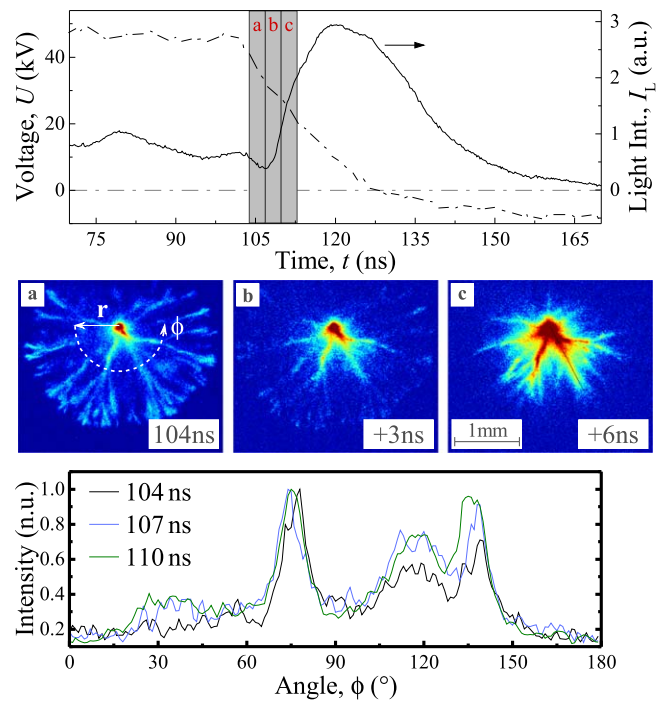 a b c
Voltage, U (kV)
40
20
0
Light Int., I_L (a.u.)
3
2
1
0
75 90 105 120 135 150 165
Time, t (ns)
a
r
ϕ
104ns
b
+3ns
c
1mm
+6ns
Intensity (n.u.)
1.0
0.8
0.6
0.4
0.2
104 ns
107 ns
110 ns
0 30 60 90 120 150 180
Angle, ϕ (°)